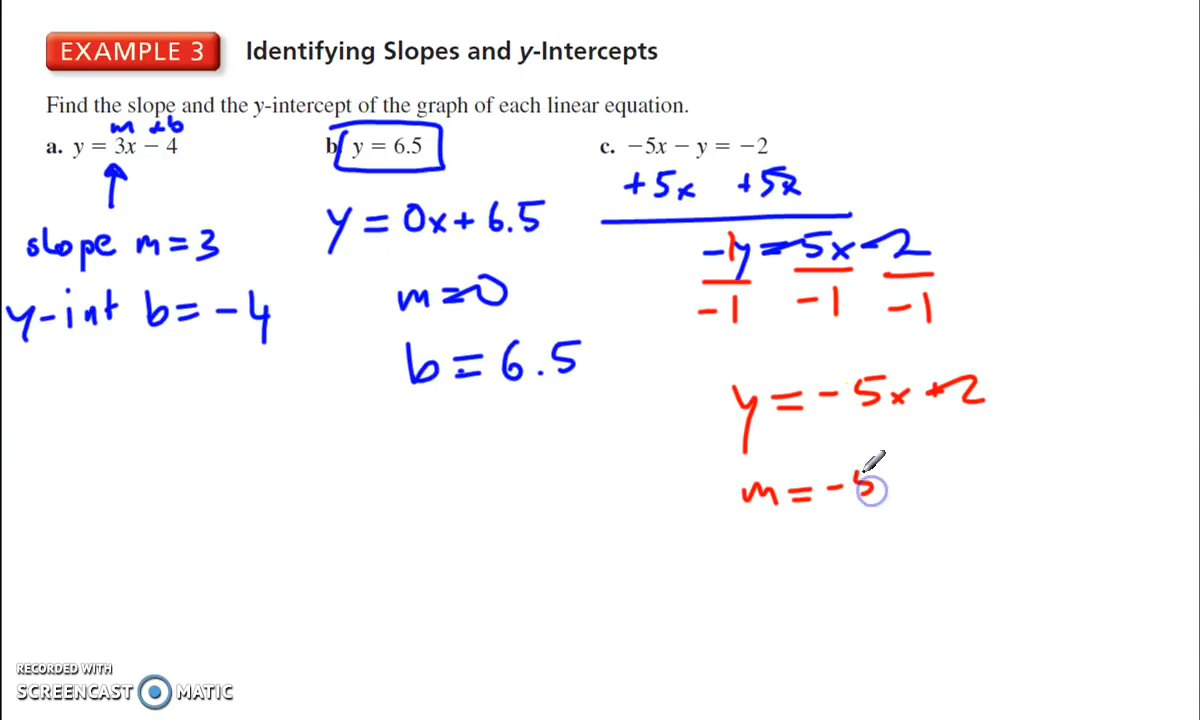 EXAMPLE 3 Identifying Slopes and y-Intercepts
Find the slope and the y-intercept of the graph of each linear equation.
m +b
a. y = 3x − 4
slope m = 3
y-int b = -4
b. y = 6.5
y = 0x + 6.5
m = 0
b = 6.5
c. −5x − y = −2
+5x +5x
-1y = 5x - 2
-1 -1 -1
y = -5x + 2
m = -5
RECORDED WITH
SCREENCAST MATIC